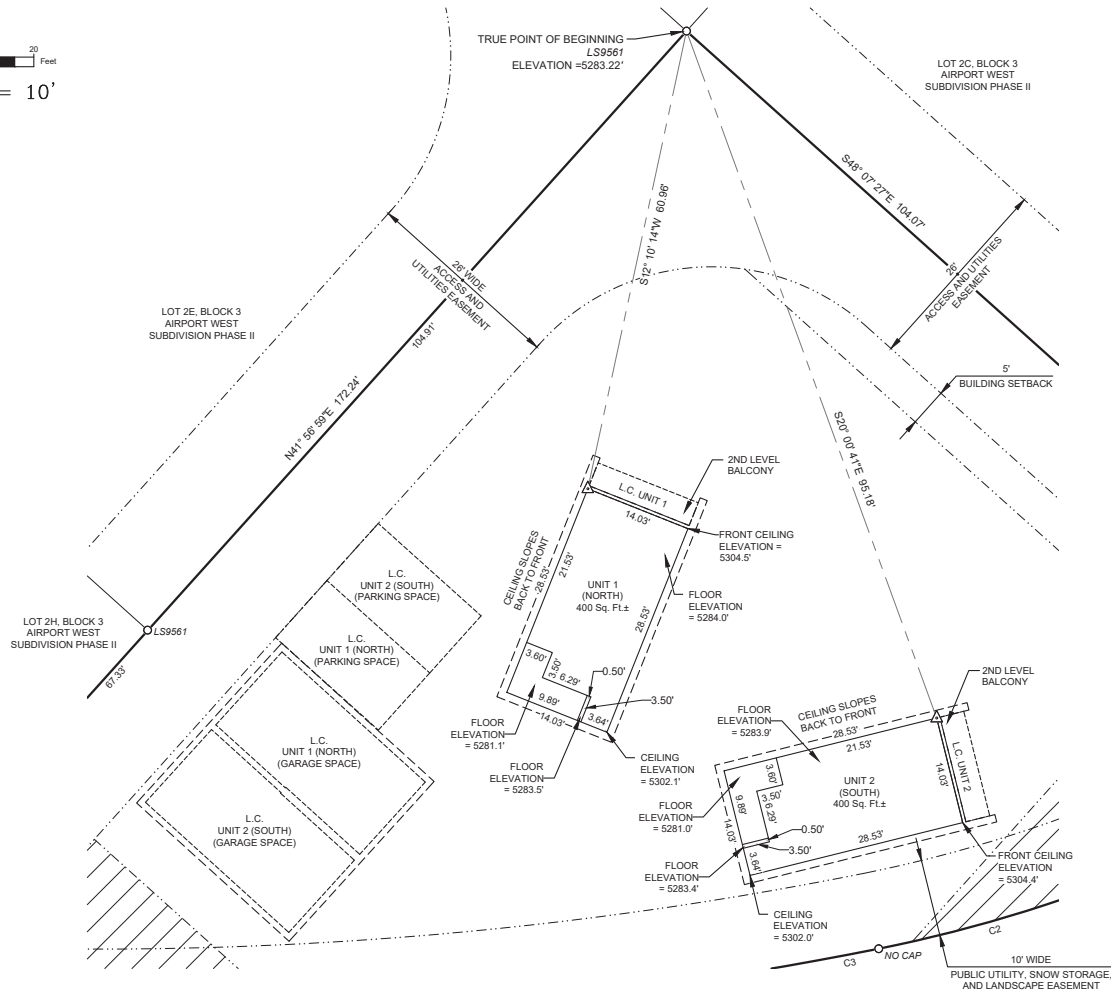 20
Feet
= 10'
TRUE POINT OF BEGINNING
LS9561
ELEVATION =5283.22'
LOT 2C, BLOCK 3
AIRPORT WEST
SUBDIVISION PHASE II
S48° 07' 27"E 104.07'
S12° 10' 14"W 60.96'
26' WIDE
ACCESS AND
UTILITIES EASEMENT
26'
ACCESS AND UTILITIES
EASEMENT
LOT 2E, BLOCK 3
AIRPORT WEST
SUBDIVISION PHASE II
104.91'
N41° 56' 59"E 172.24'
5'
BUILDING SETBACK
S20° 00' 41"E 95.18'
2ND LEVEL
BALCONY
L.C. UNIT 1
14.03'
FRONT CEILING
ELEVATION =
5304.5'
CEILING SLOPES
BACK TO FRONT
28.53'
21.53'
UNIT 1
(NORTH)
400 Sq. Ft.±
FLOOR
ELEVATION
= 5284.0'
28.53'
L.C.
UNIT 2 (SOUTH)
(PARKING SPACE)
L.C.
UNIT 1 (NORTH)
(PARKING SPACE)
LOT 2H, BLOCK 3
AIRPORT WEST
SUBDIVISION PHASE II
LS9561
67.33'
3.60'
3.50'
6.29'
0.50'
9.89'
3.50'
14.03'
3.64'
FLOOR
ELEVATION
= 5281.1'
FLOOR
ELEVATION
= 5283.5'
CEILING
ELEVATION
= 5302.1'
L.C.
UNIT 1 (NORTH)
(GARAGE SPACE)
L.C.
UNIT 2 (SOUTH)
(GARAGE SPACE)
2ND LEVEL
BALCONY
FLOOR
ELEVATION
= 5283.9'
CEILING SLOPES
BACK TO FRONT
28.53'
21.53'
L.C. UNIT 2
14.03'
UNIT 2
(SOUTH)
400 Sq. Ft.±
3.60'
3.50'
6.29'
9.89'
14.03'
FLOOR
ELEVATION
= 5281.0'
0.50'
3.50'
28.53'
3.64'
FLOOR
ELEVATION
= 5283.4'
FRONT CEILING
ELEVATION
= 5304.4'
CEILING
ELEVATION
= 5302.0'
C2
NO CAP
C3
10' WIDE
PUBLIC UTILITY, SNOW STORAGE,
AND LANDSCAPE EASEMENT